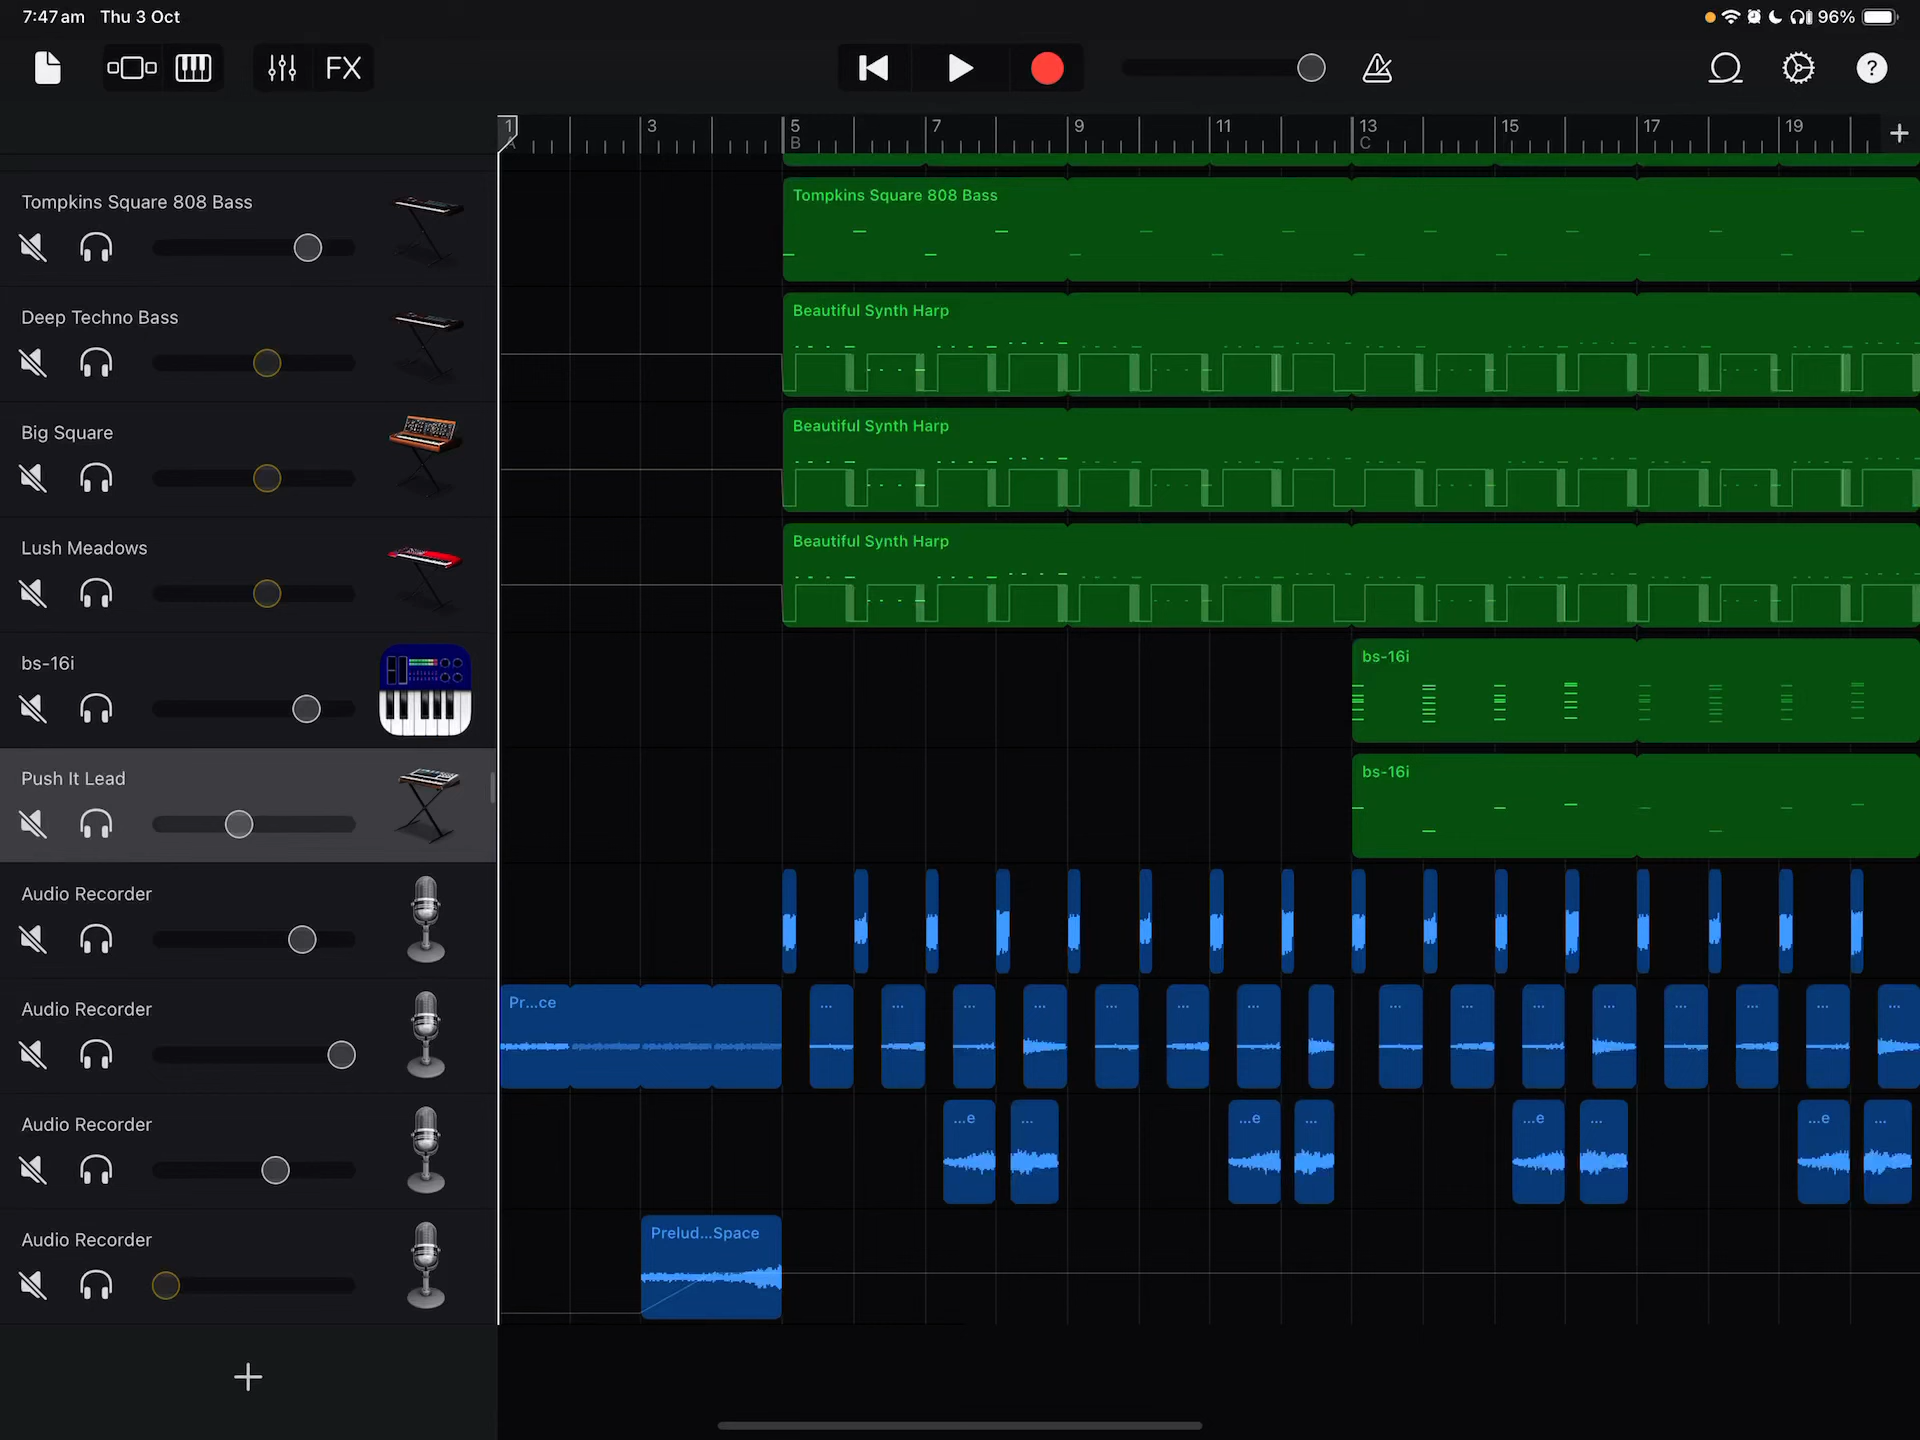 7:47am Thu 3 Oct
96%
FX
?
1 3 5 7 9 11 13 15 17 19
A B C
Tompkins Square 808 Bass
Tompkins Square 808 Bass
Deep Techno Bass
Beautiful Synth Harp
Big Square
Beautiful Synth Harp
Lush Meadows
Beautiful Synth Harp
bs-16i
bs-16i
Push It Lead
bs-16i
Audio Recorder
Audio Recorder
Pr...ce
... ... ... ... ... ... ... ... ... ... ... ... ... ...
Audio Recorder
...e ... ...e ... ...e ... ...e ...
Audio Recorder
Prelud...Space